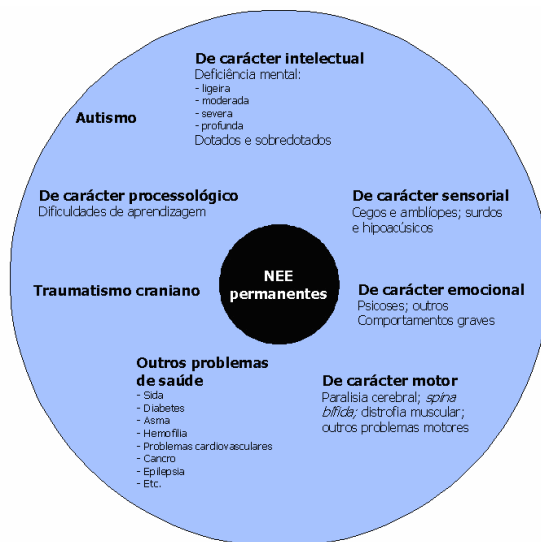 De carácter intelectual
Deficiência mental:
- ligeira
- moderada
- severa
- profunda
Dotados e sobredotados
Autismo
De carácter processológico
Dificuldades de aprendizagem
De carácter sensorial
Cegos e amblíopes; surdos
e hipoacúsicos
NEE
permanentes
Traumatismo craniano
De carácter emocional
Psicoses; outros
Comportamentos graves
Outros problemas
de saúde
- Sida
- Diabetes
- Asma
- Hemofilia
- Problemas cardiovasculares
- Cancro
- Epilepsia
- Etc.
De carácter motor
Paralisia cerebral; spina
bífida; distrofia muscular;
outros problemas motores